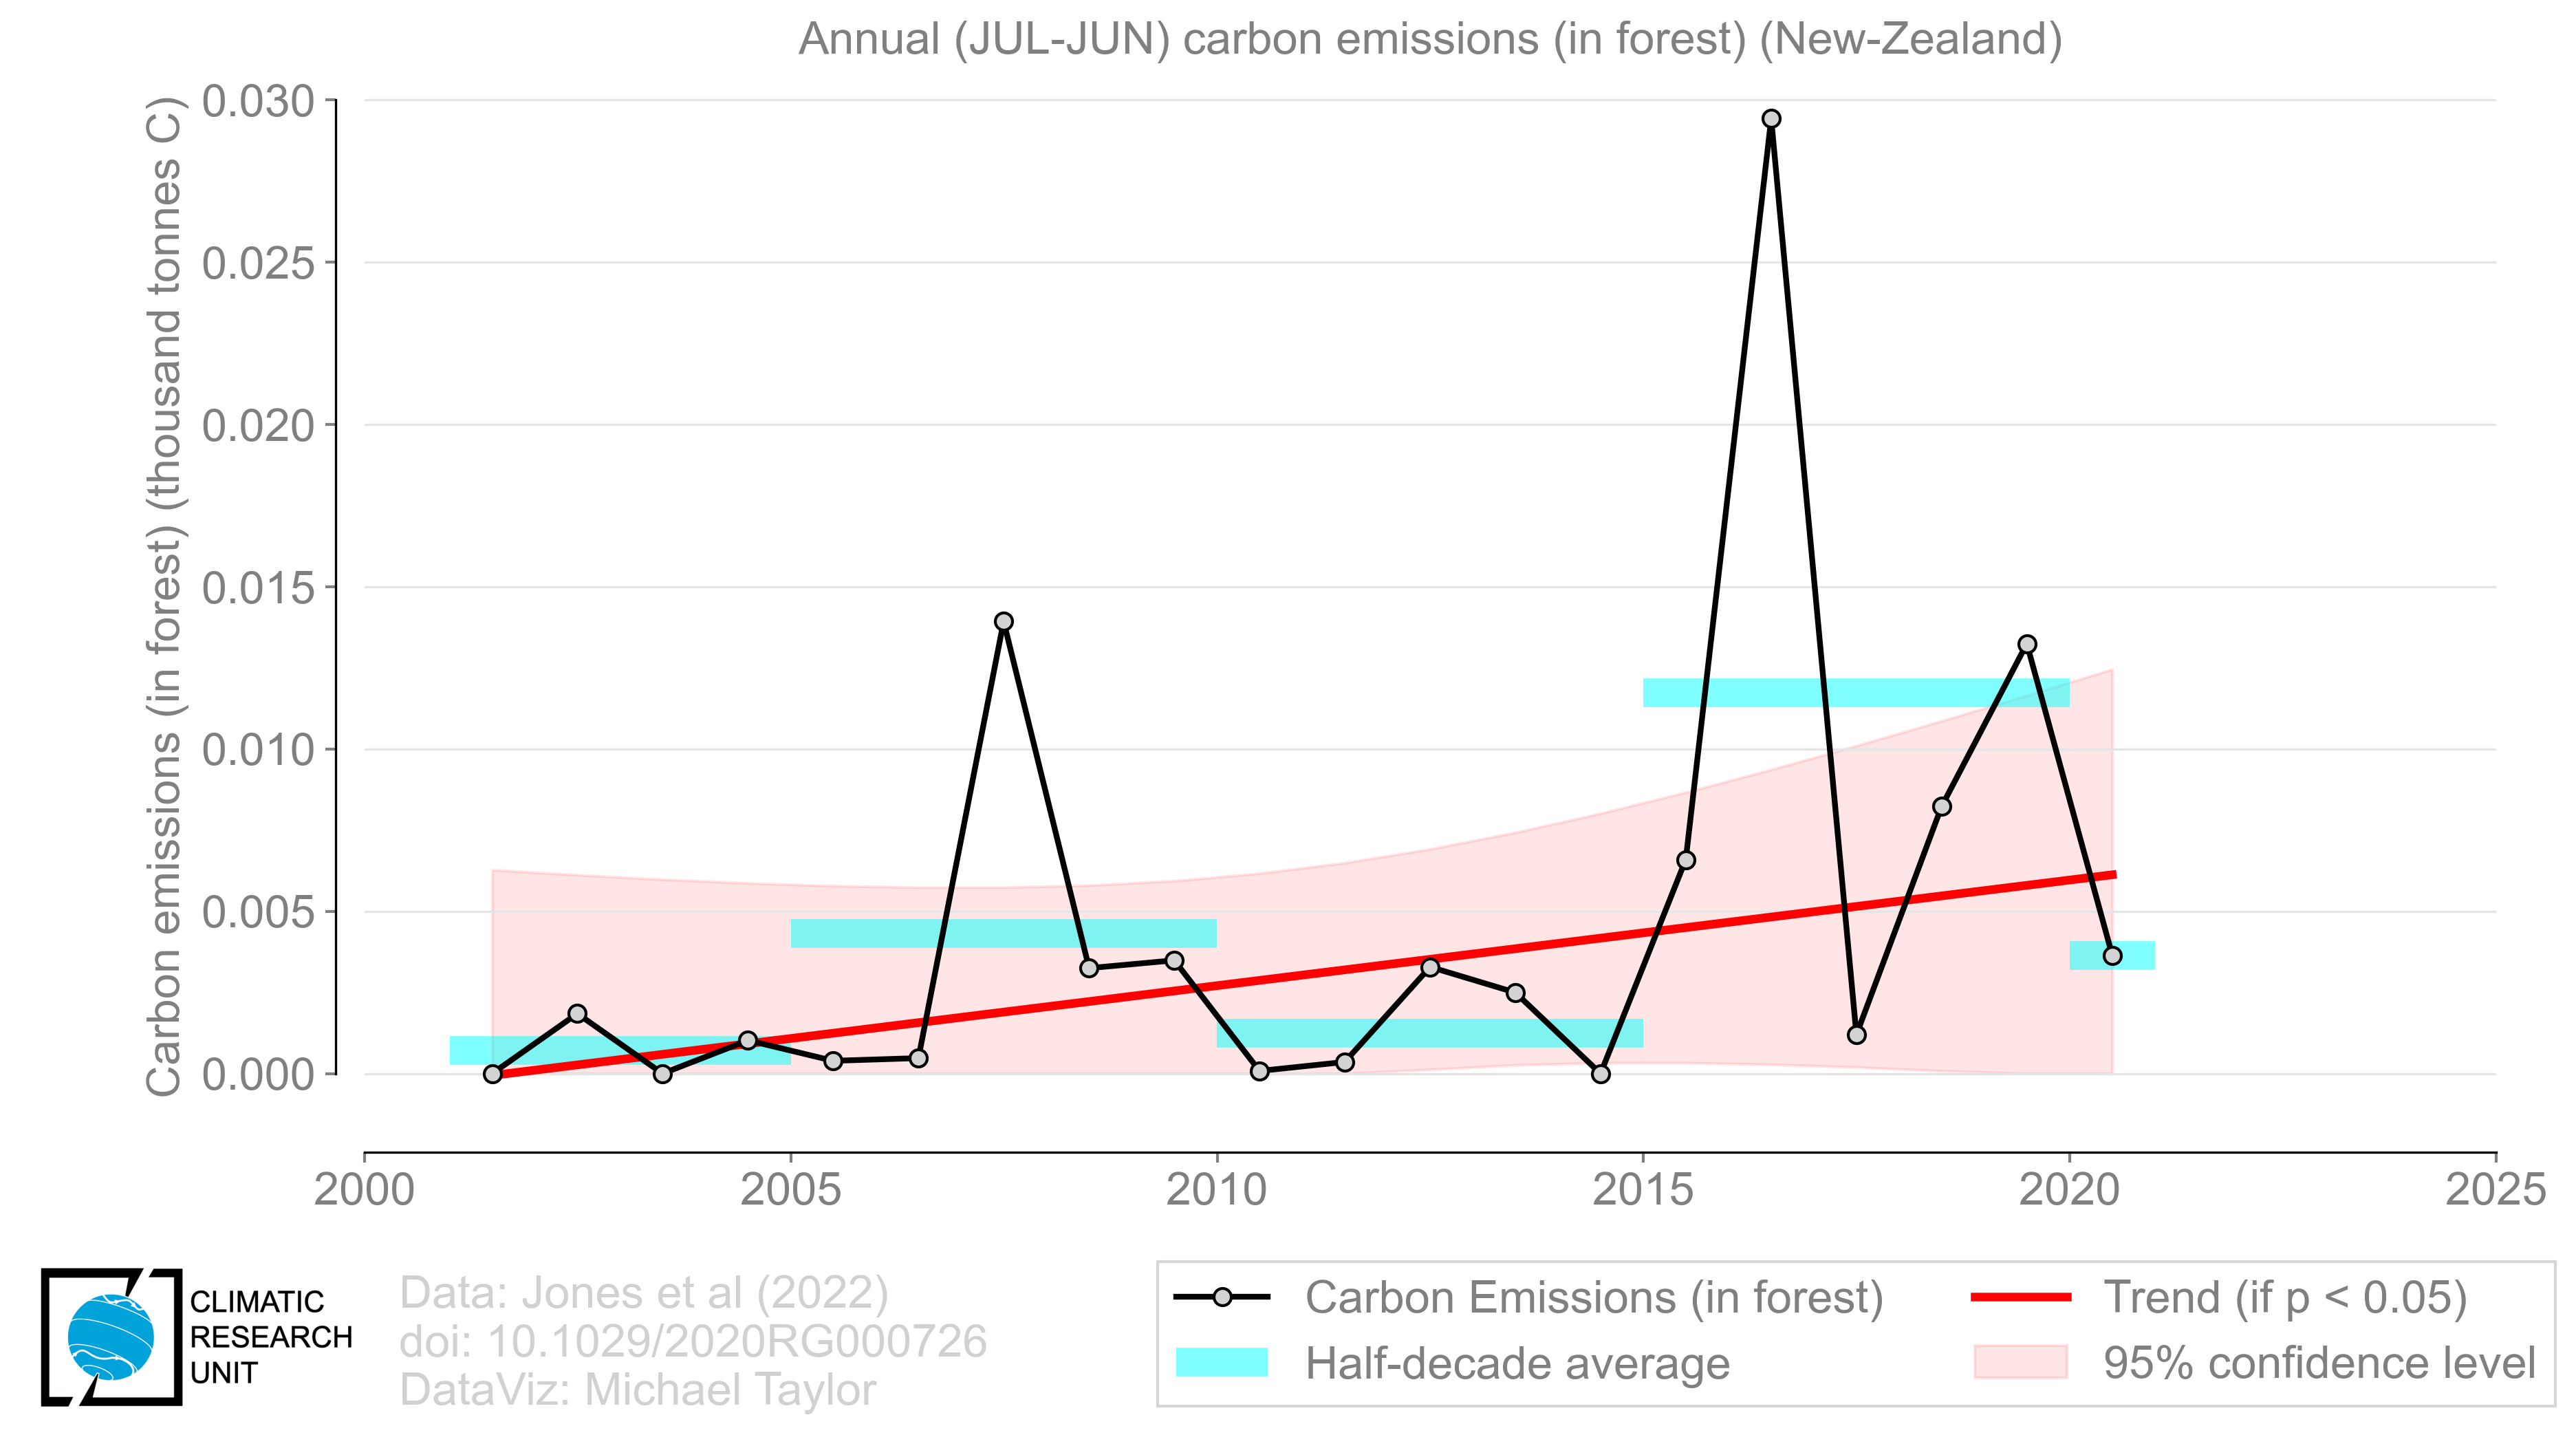 Annual (JUL-JUN) carbon emissions (in forest) (New-Zealand)
Carbon emissions (in forest) (thousand tonnes C)
0.030
0.025
0.020
0.015
0.010
0.005
0.000
2000 2005 2010 2015 2020 2025
CLIMATIC
RESEARCH
UNIT
Data: Jones et al (2022)
doi: 10.1029/2020RG000726
DataViz: Michael Taylor
Carbon Emissions (in forest)
Half-decade average
Trend (if p < 0.05)
95% confidence level